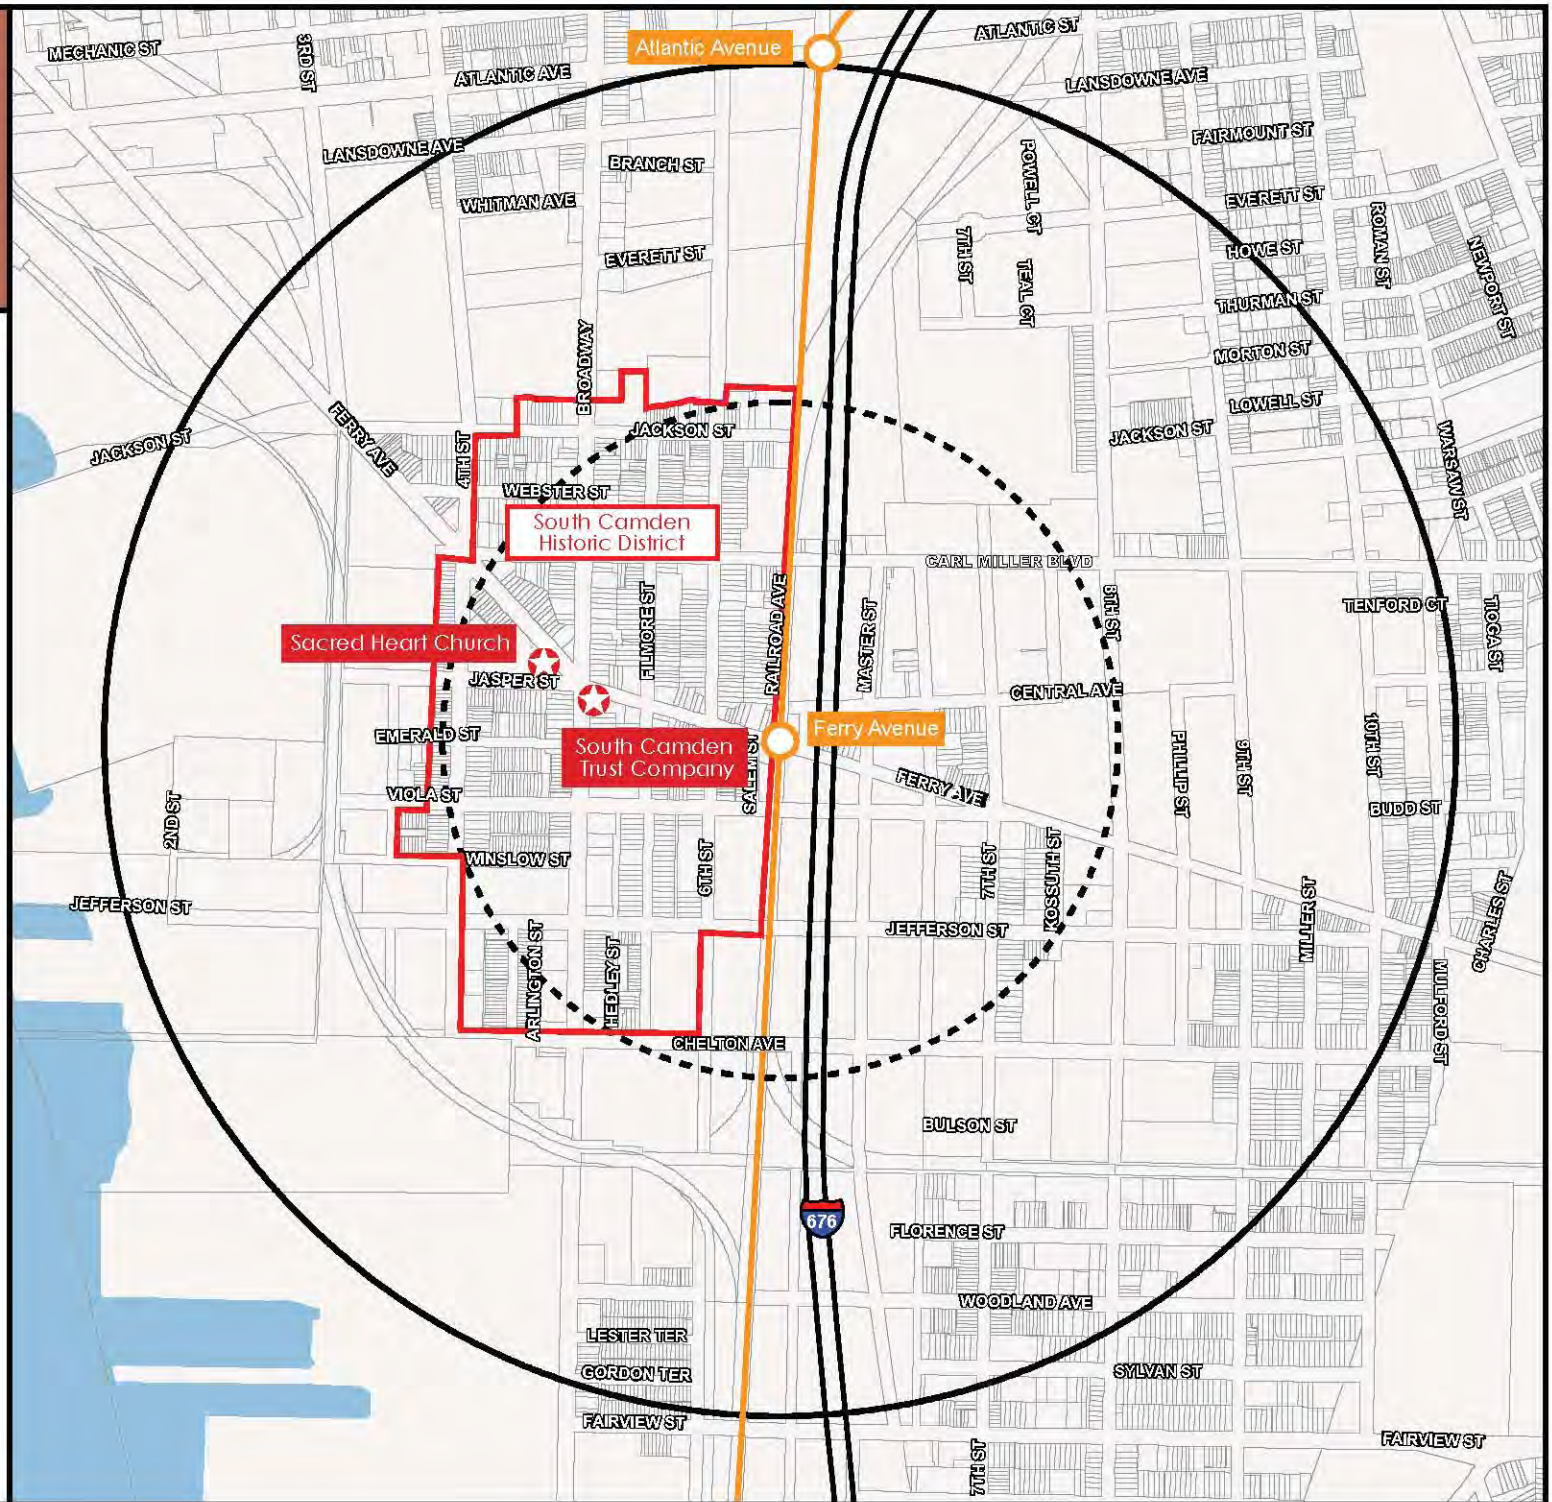 MECHANIC ST
3RD ST
ATLANTIC AVE
Atlantic Avenue
ATLANTIC ST
LANSDOWNE AVE
LANSDOWNE AVE
FAIRMOUNT ST
BRANCH ST
POWELL CT
WHITMAN AVE
EVERETT ST
ROMAN ST
EVERETT ST
7TH ST
TEAL CT
HOWE ST
NEWPORT ST
THURMAN ST
BROADWAY
MORTON ST
LOWELL ST
FERRY AVE
JACKSON ST
4TH ST
JACKSON ST
JACKSON ST
WARSAW ST
WEBSTER ST
South Camden
Historic District
CARL MILLER BLVD
FILMORE ST
RAILROAD AVE
MASTER ST
8TH ST
TENFORD CT
TIOGA ST
Sacred Heart Church
JASPER ST
CENTRAL AVE
EMERALD ST
South Camden
Trust Company
SALEM ST
Ferry Avenue
PHILLIP ST
9TH ST
10TH ST
VIOLA ST
FERRY AVE
BUDD ST
2ND ST
WINSLOW ST
6TH ST
7TH ST
KOSSUTH ST
JEFFERSON ST
JEFFERSON ST
MILLER ST
CHARLES ST
ARLINGTON ST
HEDLEY ST
MULFORD ST
CHELTON AVE
BULSON ST
676
FLORENCE ST
WOODLAND AVE
LESTER TER
GORDON TER
SYLVAN ST
FAIRVIEW ST
7TH ST
FAIRVIEW ST